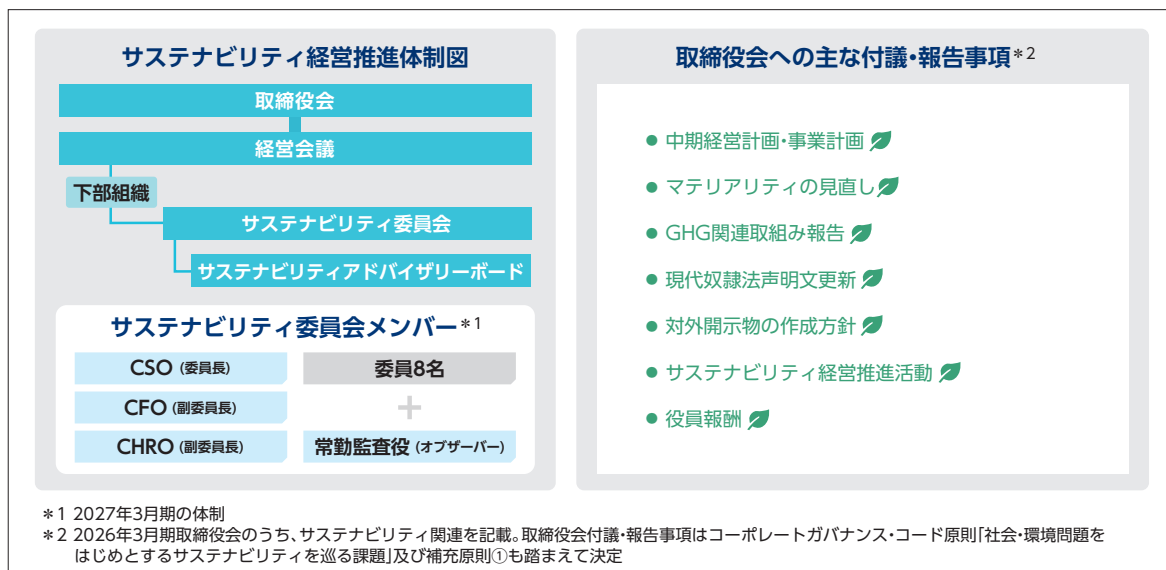 サステナビリティ経営推進体制図
取締役会
経営会議
下部組織
サステナビリティ委員会
サステナビリティアドバイザリーボード
サステナビリティ委員会メンバー*1
CSO (委員長)
委員8名
CFO (副委員長)
+
CHRO (副委員長)
常勤監査役 (オブザーバー)
取締役会への主な付議・報告事項*2
● 中期経営計画・事業計画
● マテリアリティの見直し
● GHG関連取組み報告
● 現代奴隷法声明文更新
● 対外開示物の作成方針
● サステナビリティ経営推進活動
● 役員報酬
*1 2027年3月期の体制
*2 2026年3月期取締役会のうち、サステナビリティ関連を記載。取締役会付議・報告事項はコーポレートガバナンス・コード原則「社会・環境問題を
はじめとするサステナビリティを巡る課題」及び補充原則①も踏まえて決定